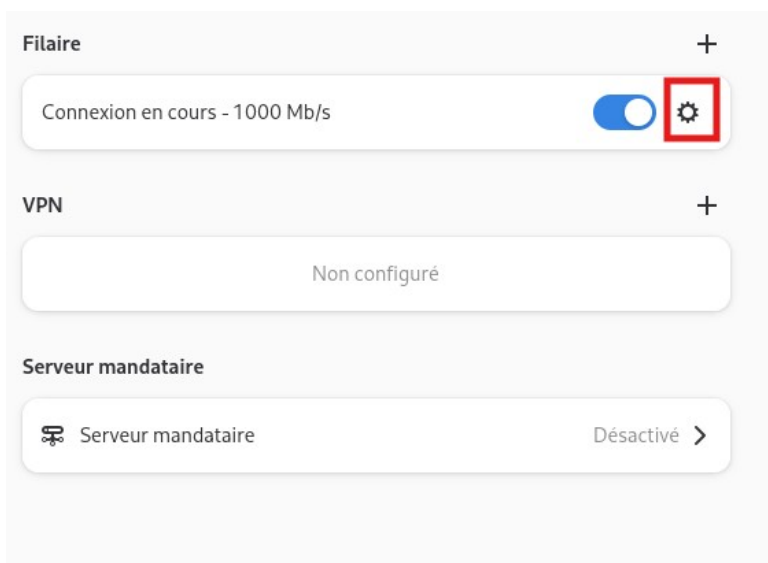 Filaire
Connexion en cours - 1000 Mb/s
VPN
Non configuré
Serveur mandataire
Serveur mandataire Désactivé